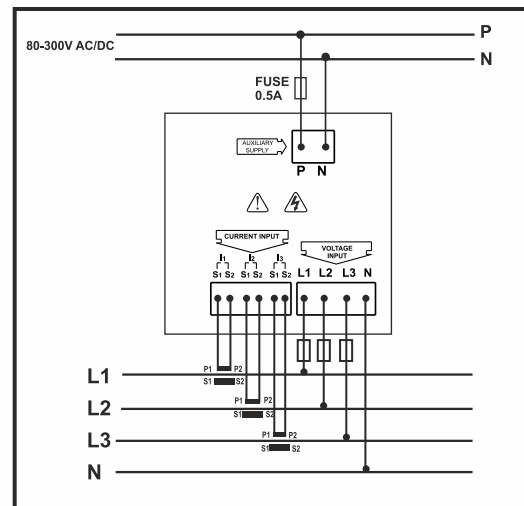 P
80-300V AC/DC
N
FUSE
0.5A
AUXILIARY
SUPPLY
P N
CURRENT INPUT
VOLTAGE
INPUT
I1 I2 I3
S1 S2 S1 S2 S1 S2
L1 L2 L3 N
P1 P2
L1
S1 S2
P1 P2
L2
S1 S2
P1 P2
L3
S1 S2
N